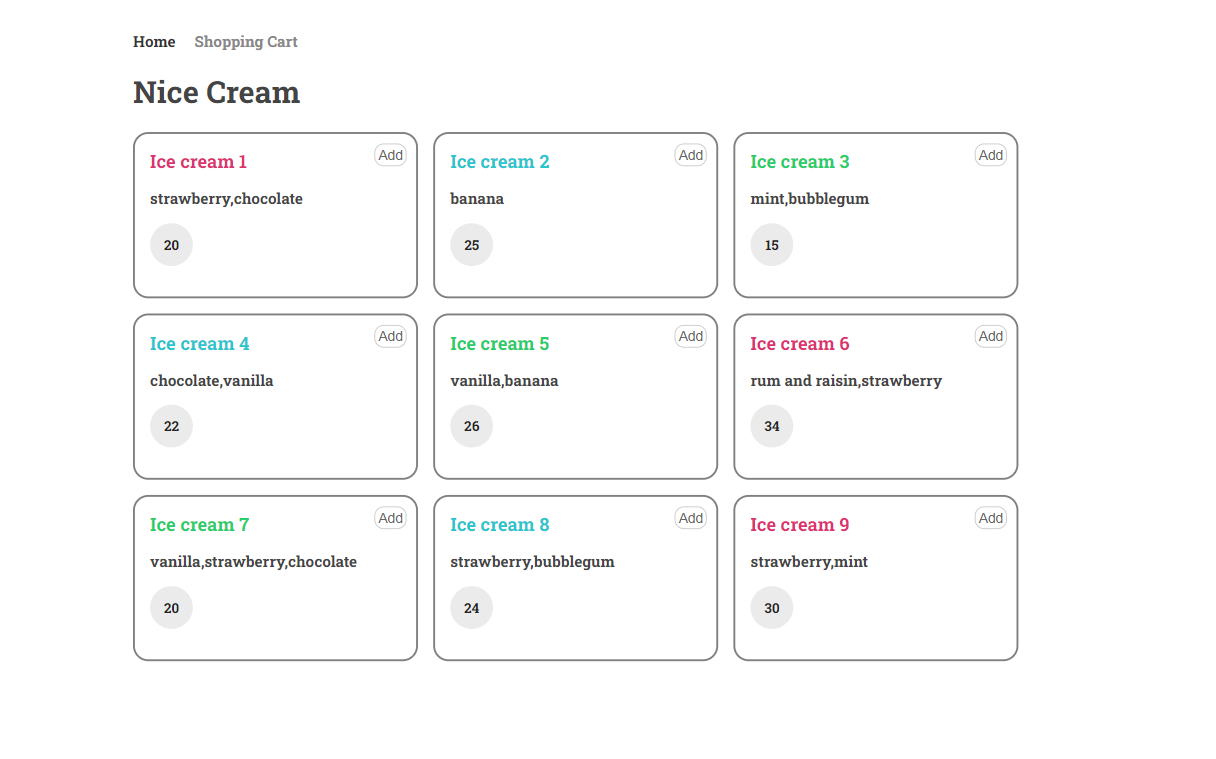 Home Shopping Cart
Nice Cream
Ice cream 1 Add
strawberry,chocolate
20
Ice cream 2 Add
banana
25
Ice cream 3 Add
mint,bubblegum
15
Ice cream 4 Add
chocolate,vanilla
22
Ice cream 5 Add
vanilla,banana
26
Ice cream 6 Add
rum and raisin,strawberry
34
Ice cream 7 Add
vanilla,strawberry,chocolate
20
Ice cream 8 Add
strawberry,bubblegum
24
Ice cream 9 Add
strawberry,mint
30